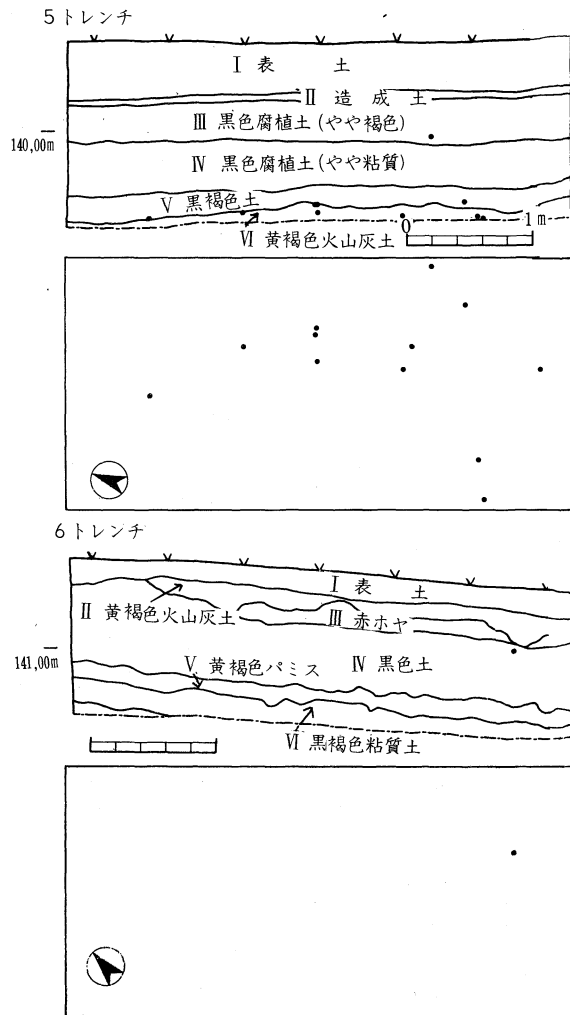 5トレンチ
I 表 土
II 造 成 土
III 黒色腐植土(やや褐色)
140,00m
IV 黒色腐植土(やや粘質)
V 黒褐色土
0 1m
VI 黄褐色火山灰土
6トレンチ
I 表 土
II 黄褐色火山灰土
III 赤ホヤ
141,00m
V 黄褐色パミス
IV 黒色土
VI 黒褐色粘質土